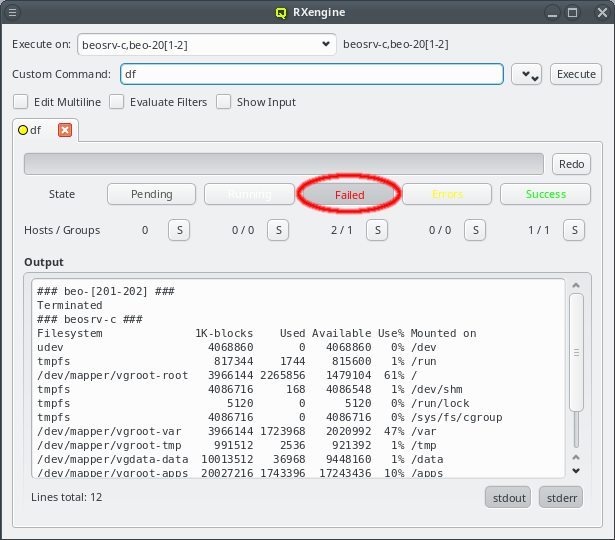 RXengine
Execute on: beosrv-c,beo-20[1-2] beosrv-c,beo-20[1-2]
Custom Command: df Execute
Edit Multiline Evaluate Filters Show Input
df
Redo
State Pending Running Failed Errors Success
Hosts / Groups 0 S 0 / 0 S 2 / 1 S 0 / 0 S 1 / 1 S
Output
### beo-[201-202] ###
Terminated
### beosrv-c ###
Filesystem 1K-blocks Used Available Use% Mounted on
udev 4068860 0 4068860 0% /dev
tmpfs 817344 1744 815600 1% /run
/dev/mapper/vgroot-root 3966144 2265856 1479104 61% /
tmpfs 4086716 168 4086548 1% /dev/shm
tmpfs 5120 0 5120 0% /run/lock
tmpfs 4086716 0 4086716 0% /sys/fs/cgroup
/dev/mapper/vgroot-var 3966144 1723968 2020992 47% /var
/dev/mapper/vgroot-tmp 991512 2536 921392 1% /tmp
/dev/mapper/vgdata-data 10013512 36968 9448160 1% /data
/dev/mapper/vgroot-apps 20027216 1743396 17243436 10% /apps
Lines total: 12 stdout stderr